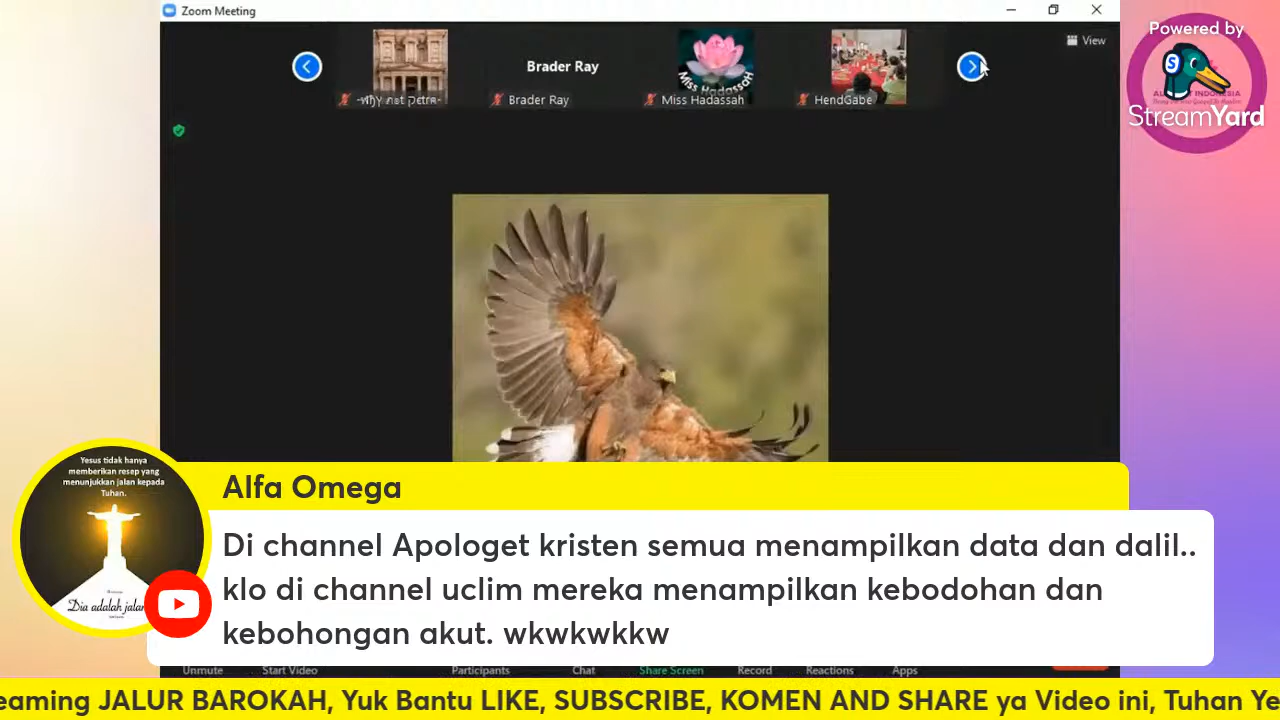 Zoom Meeting
View
Powered by
StreamYard
Brader Ray
Brader Ray
Miss Hadassah
Miss Hadassah
HendGabe
Yesus tidak hanya
memberikan resep yang
menunjukkan jalan kepada
Tuhan.
Dia adalah jalan
Alfa Omega
Di channel Apologet kristen semua menampilkan data dan dalil..
klo di channel uclim mereka menampilkan kebodohan dan
kebohongan akut. wkwkwkkw
Unmute Start Video Participants Chat Share Screen Record Reactions Apps
eaming JALUR BAROKAH, Yuk Bantu LIKE, SUBSCRIBE, KOMEN AND SHARE ya Video ini, Tuhan Ye